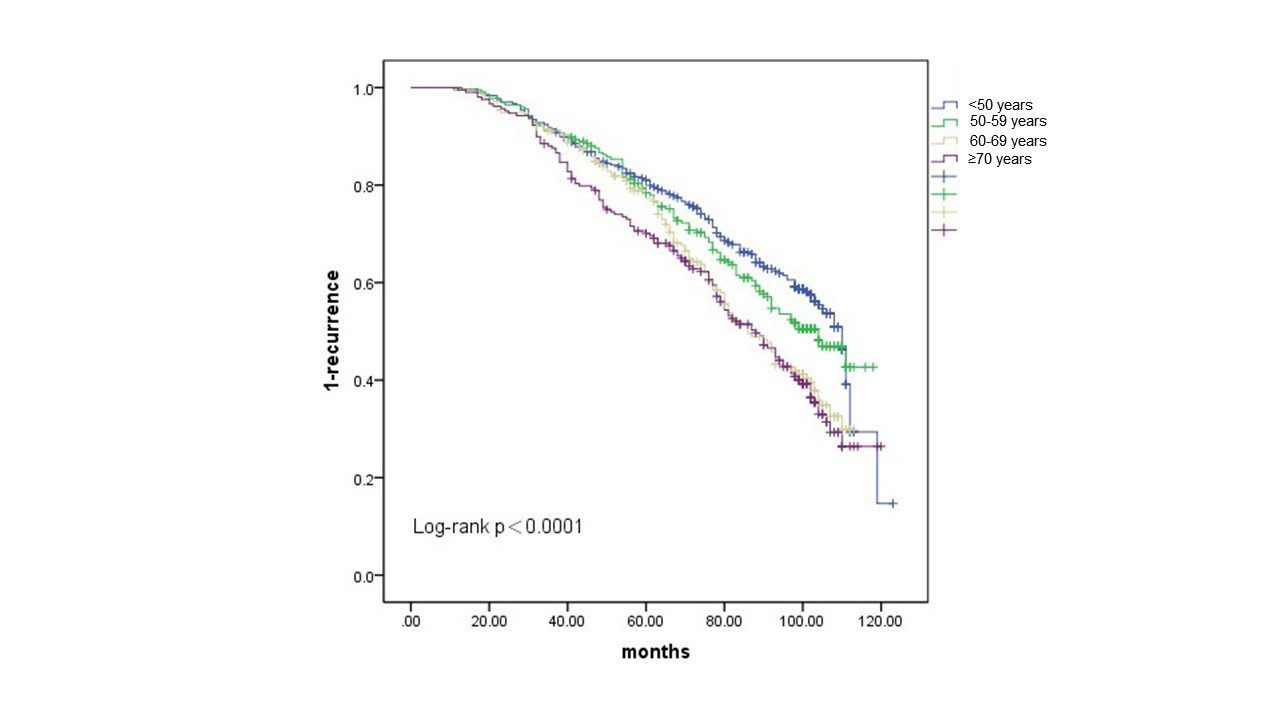 1.0
0.8
0.6
0.4
0.2
0.0
1-recurrence
Log-rank p<0.0001
.00 20.00 40.00 60.00 80.00 100.00 120.00
months
<50 years
50-59 years
60-69 years
≥70 years